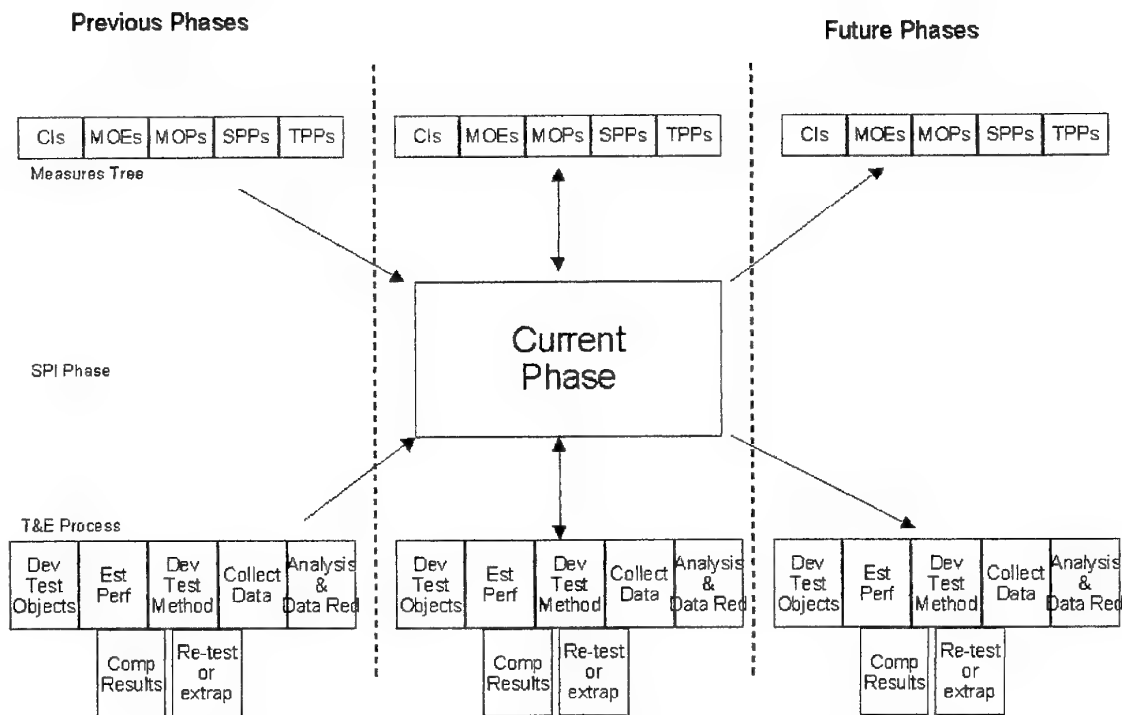 Previous Phases
Future Phases
CIs MOEs MOPs SPPs TPPs
CIs MOEs MOPs SPPs TPPs
CIs MOEs MOPs SPPs TPPs
Measures Tree
Current
Phase
SPI Phase
T&E Process
Dev
Test
Objects
Est
Perf
Dev
Test
Method
Collect
Data
Analysis
&
Data Red
Comp
Results
Re-test
or
extrap
Dev
Test
Objects
Est
Perf
Dev
Test
Method
Collect
Data
Analysis
&
Data Red
Comp
Results
Re-test
or
extrap
Dev
Test
Objects
Est
Perf
Dev
Test
Method
Collect
Data
Analysis
&
Data Red
Comp
Results
Re-test
or
extrap